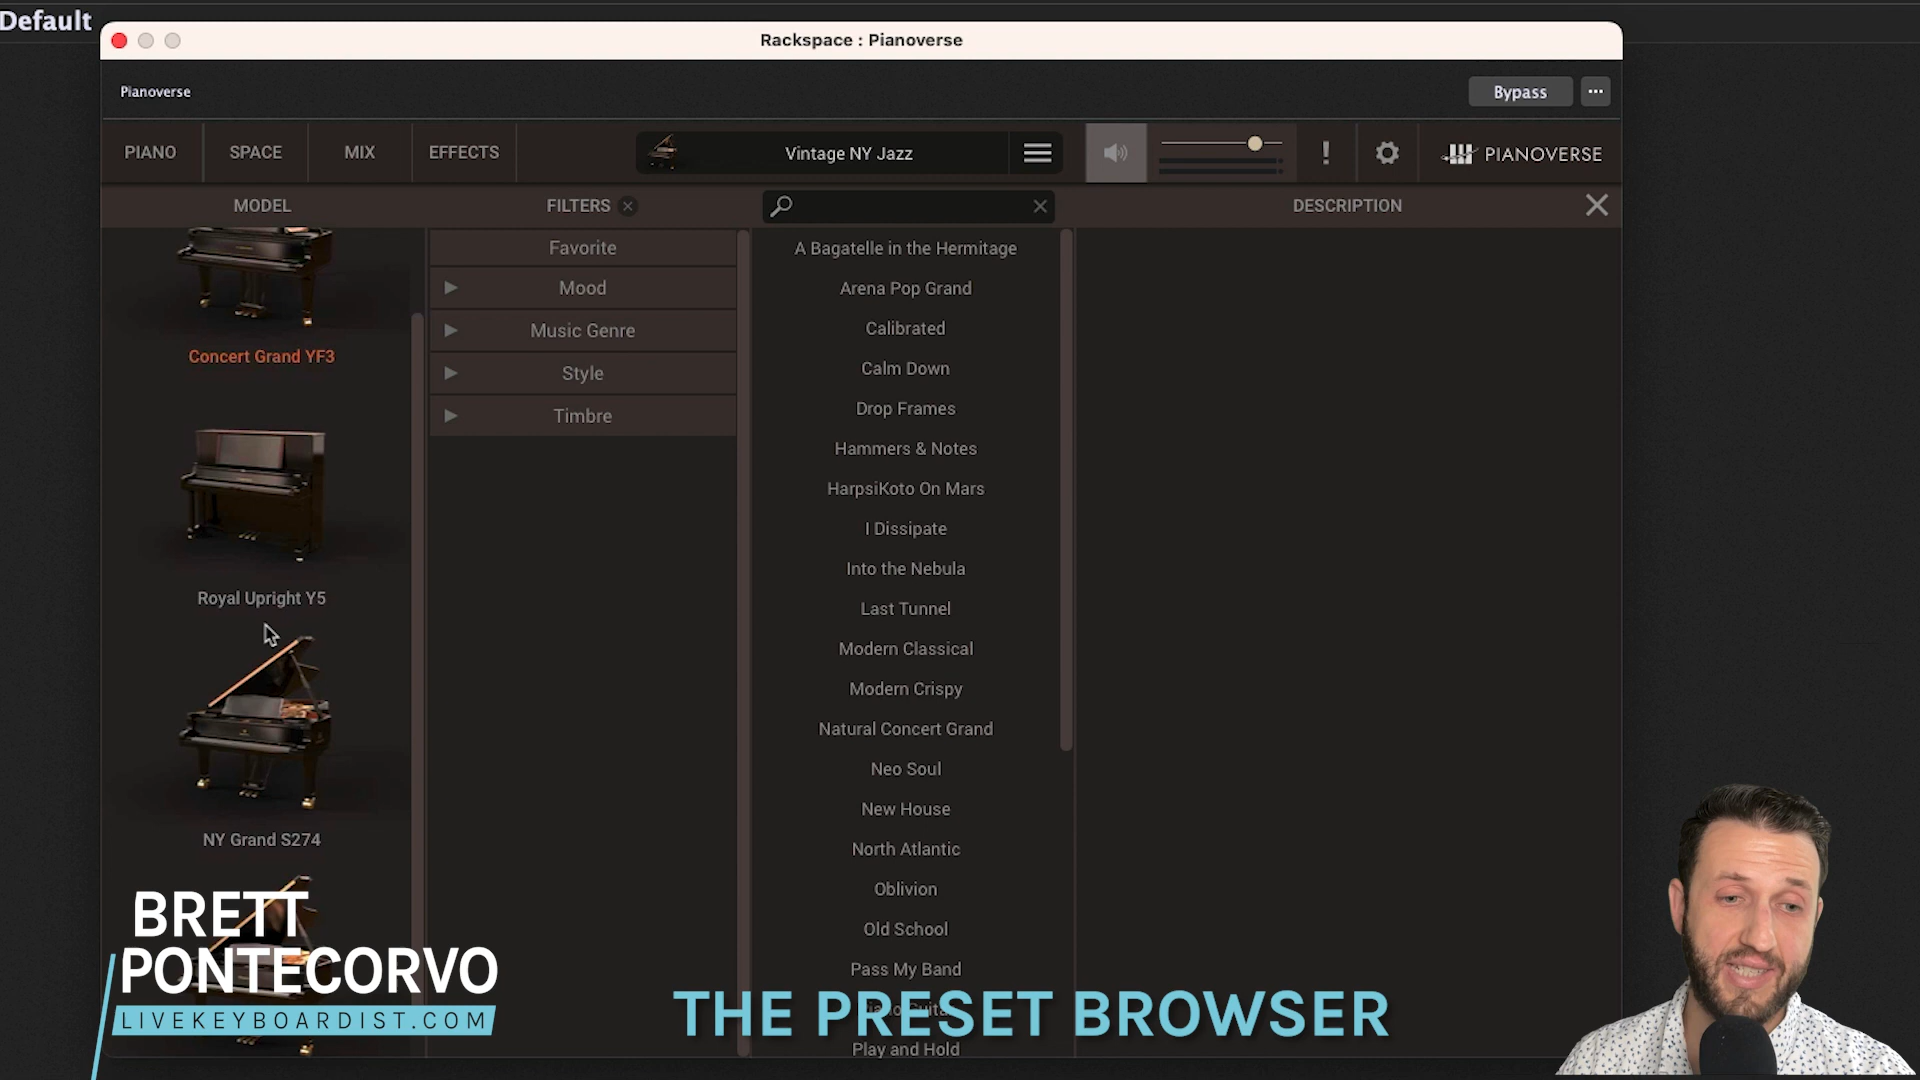 Default
Rackspace : Pianoverse
Pianoverse
Bypass
...
PIANO
SPACE
MIX
EFFECTS
Vintage NY Jazz
!
PIANOVERSE
MODEL
FILTERS
DESCRIPTION
Concert Grand YF3
Royal Upright Y5
NY Grand S274
Favorite
Mood
Music Genre
Style
Timbre
A Bagatelle in the Hermitage
Arena Pop Grand
Calibrated
Calm Down
Drop Frames
Hammers & Notes
HarpsiKoto On Mars
I Dissipate
Into the Nebula
Last Tunnel
Modern Classical
Modern Crispy
Natural Concert Grand
Neo Soul
New House
North Atlantic
Oblivion
Old School
Pass My Band
Play and Hold
BRETT
PONTECORVO
LIVEKEYBOARDIST.COM
THE PRESET BROWSER